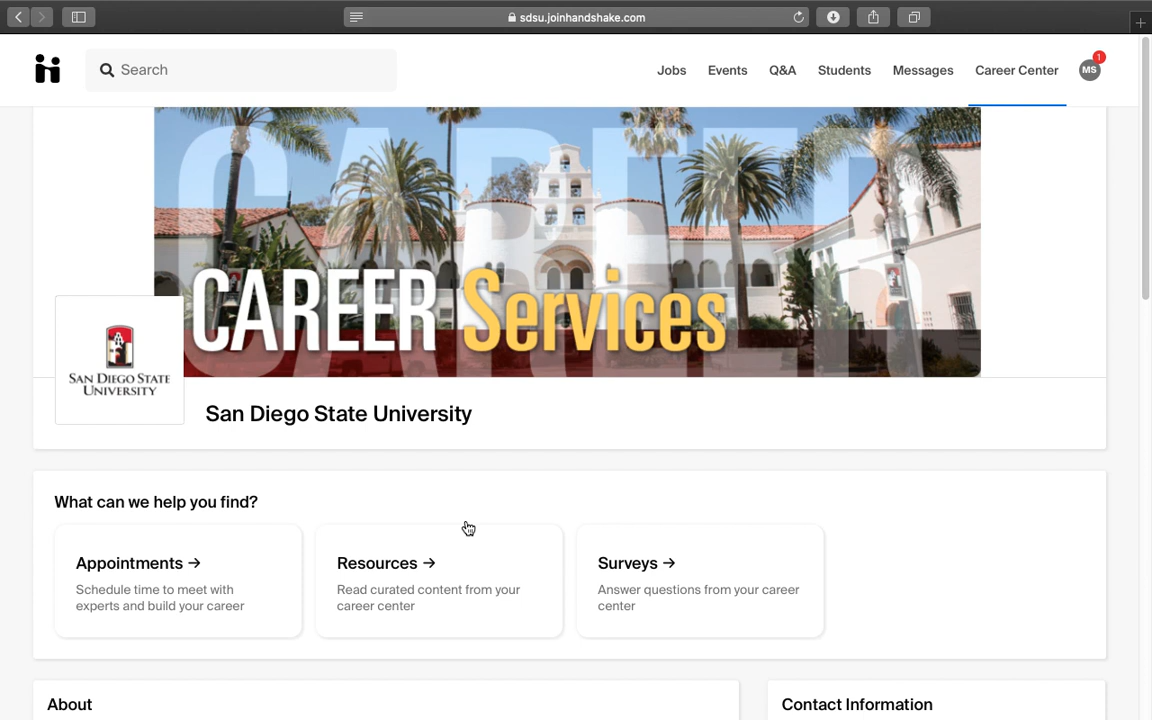 sdsu.joinhandshake.com
Search
Jobs
Events
Q&A
Students
Messages
Career Center
MS
1
CAREER
CAREER Services
SAN DIEGO STATE
UNIVERSITY
San Diego State University
What can we help you find?
Appointments →
Schedule time to meet with
experts and build your career
Resources →
Read curated content from your
career center
Surveys →
Answer questions from your career
center
About
Contact Information